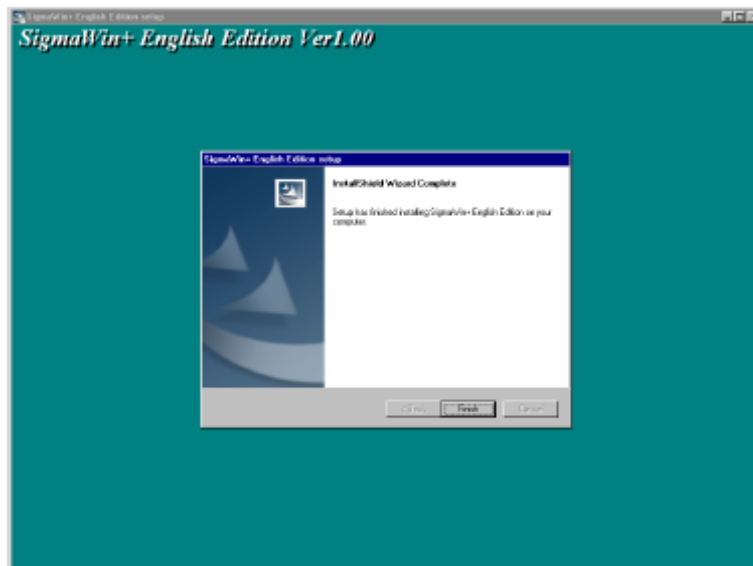 SigmaWin+ English Edition setup
SigmaWin+ English Edition Ver1.00
SigmaWin+ English Edition setup
InstallShield Wizard Complete
Setup has finished installing SigmaWin+ English Edition on your
computer.
< Back
Finish
Cancel